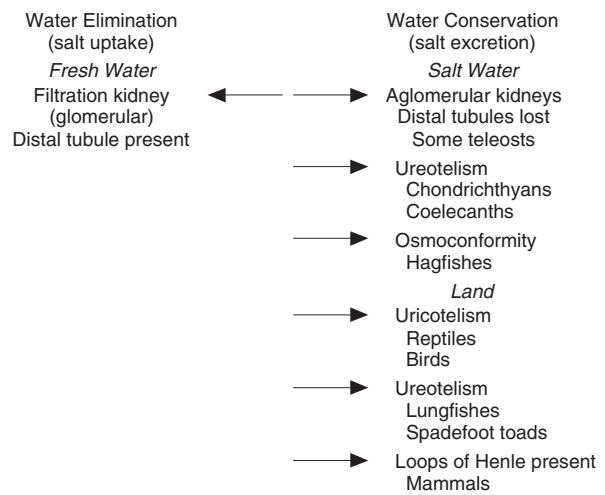 Water Elimination
(salt uptake)
Fresh Water
Filtration kidney
(glomerular)
Distal tubule present
Water Conservation
(salt excretion)
Salt Water
Aglomerular kidneys
Distal tubules lost
Some teleosts
Ureotelism
Chondrichthyans
Coelecanths
Osmoconformity
Hagfishes
Land
Uricotelism
Reptiles
Birds
Ureotelism
Lungfishes
Spadefoot toads
Loops of Henle present
Mammals